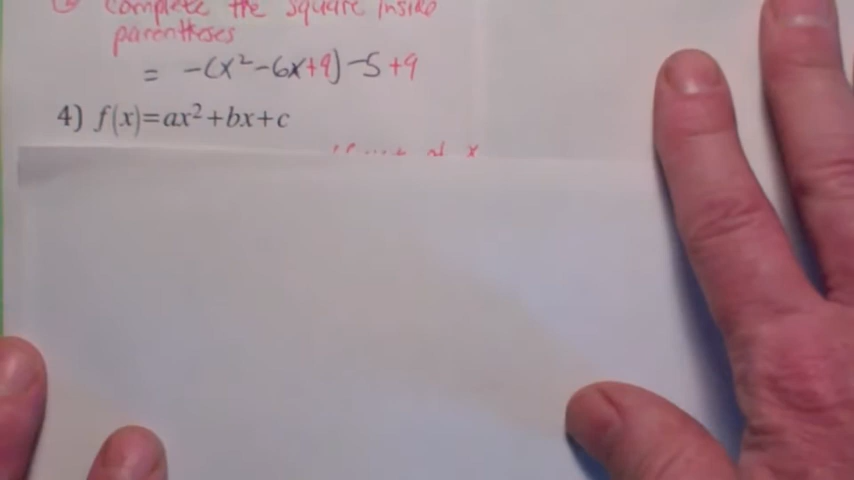 complete the square inside
parentheses
= -(x²-6x+9)-5+9
4) f(x)=ax²+bx+c
x